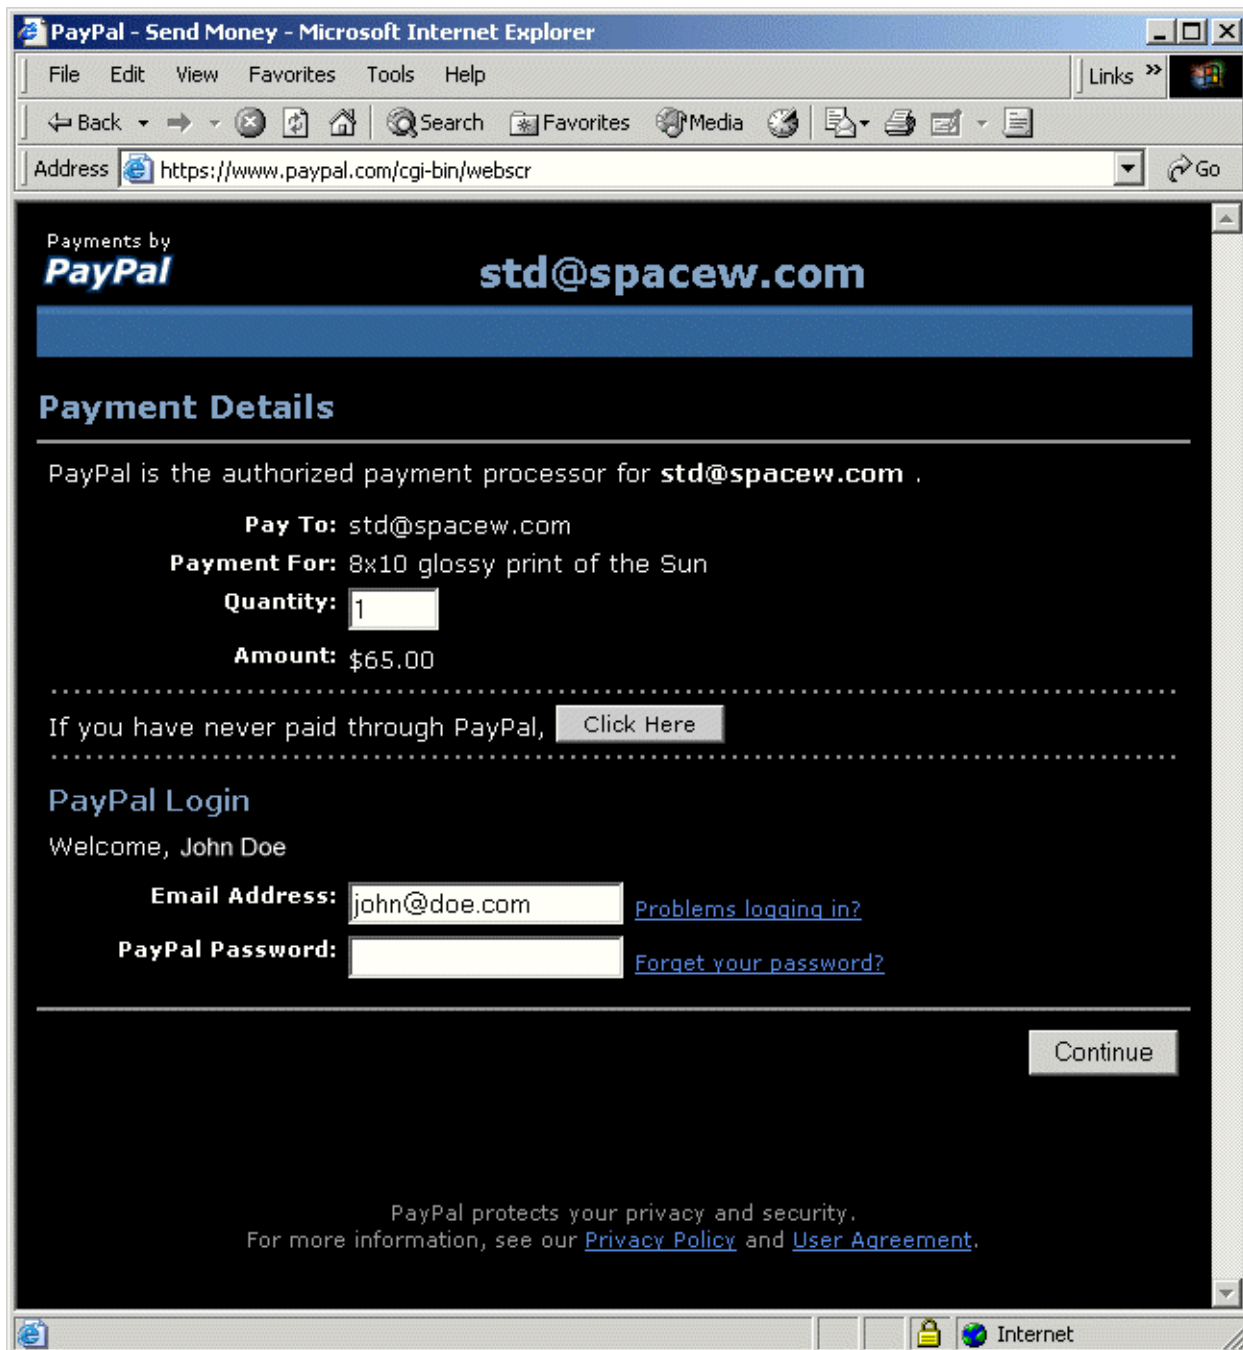 PayPal - Send Money - Microsoft Internet Explorer
File Edit View Favorites Tools Help Links »
Back Search Favorites Media
Address https://www.paypal.com/cgi-bin/webscr Go
Payments by
PayPal
std@spacew.com
Payment Details
PayPal is the authorized payment processor for std@spacew.com .
Pay To: std@spacew.com
Payment For: 8x10 glossy print of the Sun
Quantity: 1
Amount: $65.00
If you have never paid through PayPal, Click Here
PayPal Login
Welcome, John Doe
Email Address: john@doe.com Problems logging in?
PayPal Password: Forget your password?
Continue
PayPal protects your privacy and security.
For more information, see our Privacy Policy and User Agreement.
Internet